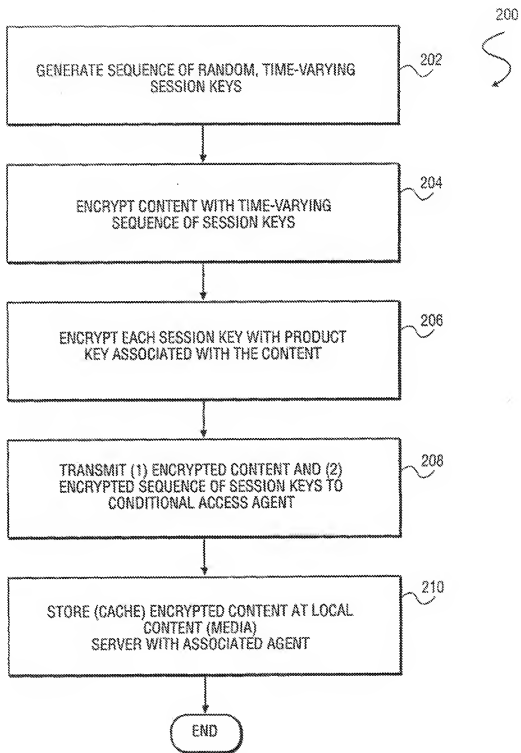 200
GENERATE SEQUENCE OF RANDOM, TIME-VARYING
SESSION KEYS
202
ENCRYPT CONTENT WITH TIME-VARYING
SEQUENCE OF SESSION KEYS
204
ENCRYPT EACH SESSION KEY WITH PRODUCT
KEY ASSOCIATED WITH THE CONTENT
206
TRANSMIT (1) ENCRYPTED CONTENT AND (2)
ENCRYPTED SEQUENCE OF SESSION KEYS TO
CONDITIONAL ACCESS AGENT
208
STORE (CACHE) ENCRYPTED CONTENT AT LOCAL
CONTENT (MEDIA)
SERVER WITH ASSOCIATED AGENT
210
END